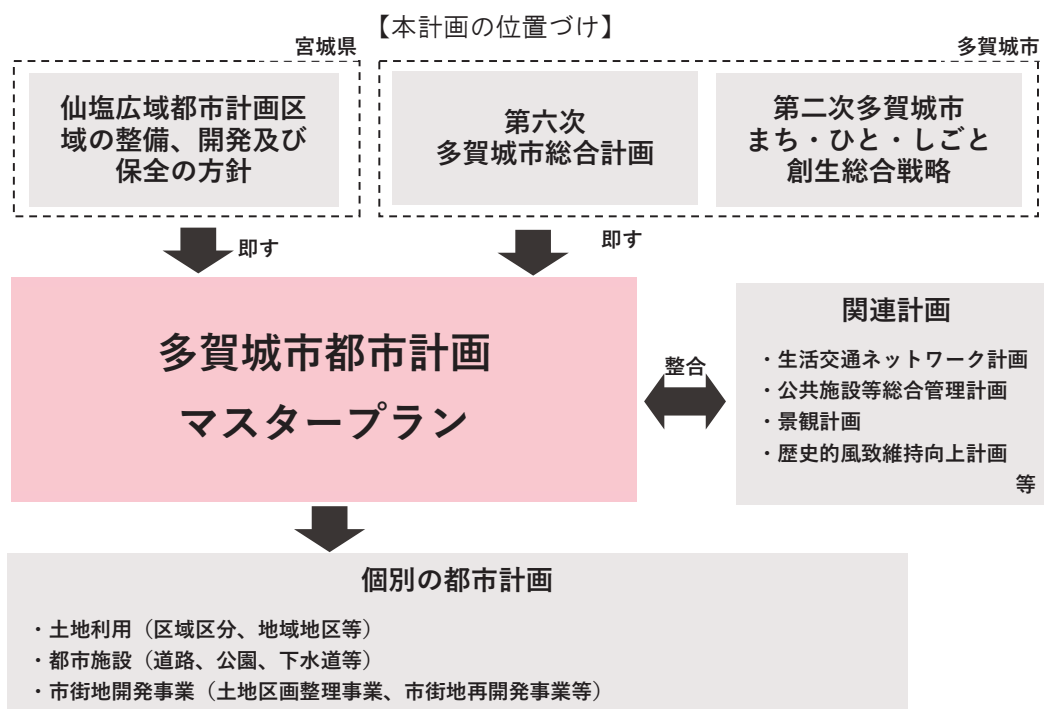 【本計画の位置づけ】
宮城県
多賀城市
仙塩広域都市計画区
域の整備、開発及び
保全の方針
第六次
多賀城市総合計画
第二次多賀城市
まち・ひと・しごと
創生総合戦略
即す
即す
多賀城市都市計画
マスタープラン
整合
関連計画
・生活交通ネットワーク計画
・公共施設等総合管理計画
・景観計画
・歴史的風致維持向上計画
等
個別の都市計画
・土地利用（区域区分、地域地区等）
・都市施設（道路、公園、下水道等）
・市街地開発事業（土地区画整理事業、市街地再開発事業等）